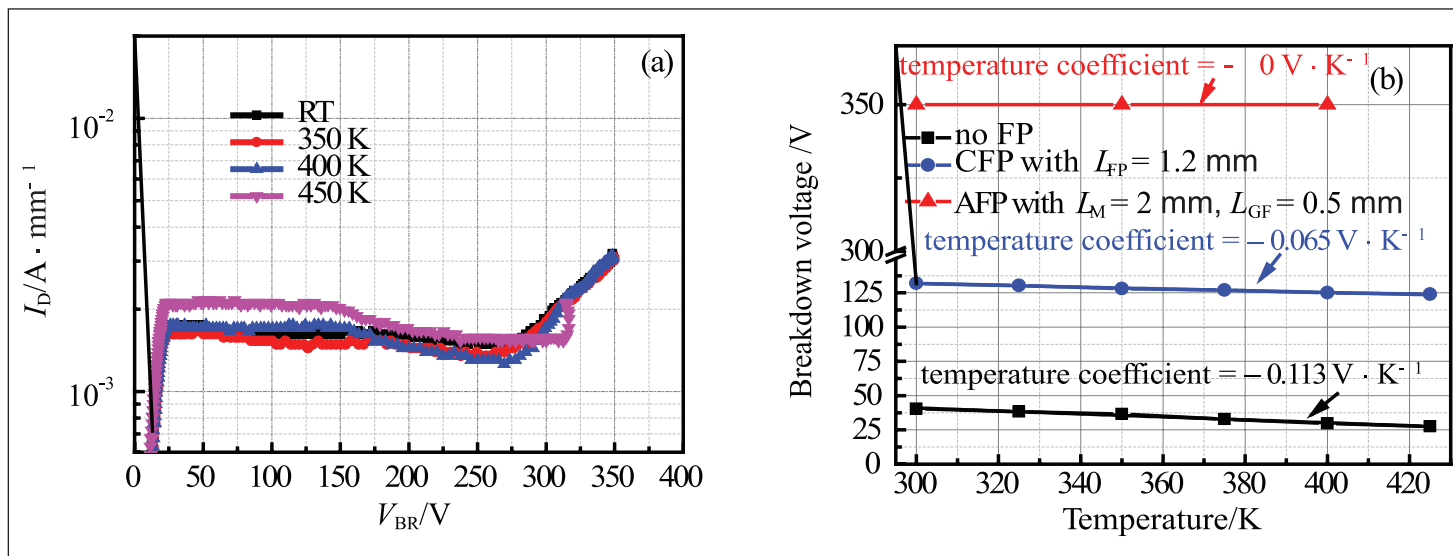 (a)
RT
350 K
400 K
450 K
10⁻²
10⁻³
I_D/A · mm⁻¹
0 50 100 150 200 250 300 350 400
V_BR/V
temperature coefficient = - 0 V · K⁻¹
(b)
350
no FP
CFP with L_FP = 1.2 mm
AFP with L_M = 2 mm, L_GF = 0.5 mm
300
temperature coefficient = – 0.065 V · K⁻¹
125
100
75
temperature coefficient = – 0.113 V · K⁻¹
50
25
0
Breakdown voltage /V
300 320 340 360 380 400 420
Temperature/K